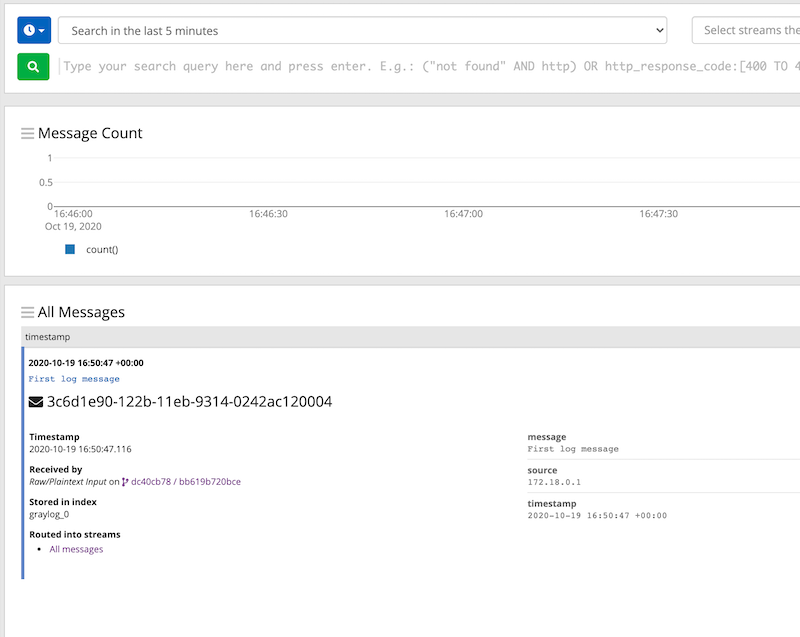 Search in the last 5 minutes
Select streams the
Type your search query here and press enter. E.g.: ("not found" AND http) OR http_response_code:[400 TO 4
Message Count
1
0.5
0
16:46:00 16:46:30 16:47:00 16:47:30
Oct 19, 2020
count()
All Messages
timestamp
2020-10-19 16:50:47 +00:00
First log message
3c6d1e90-122b-11eb-9314-0242ac120004
Timestamp
2020-10-19 16:50:47.116
Received by
Raw/Plaintext Input on dc40cb78 / bb619b720bce
Stored in index
graylog_0
Routed into streams
All messages
message
First log message
source
172.18.0.1
timestamp
2020-10-19 16:50:47 +00:00